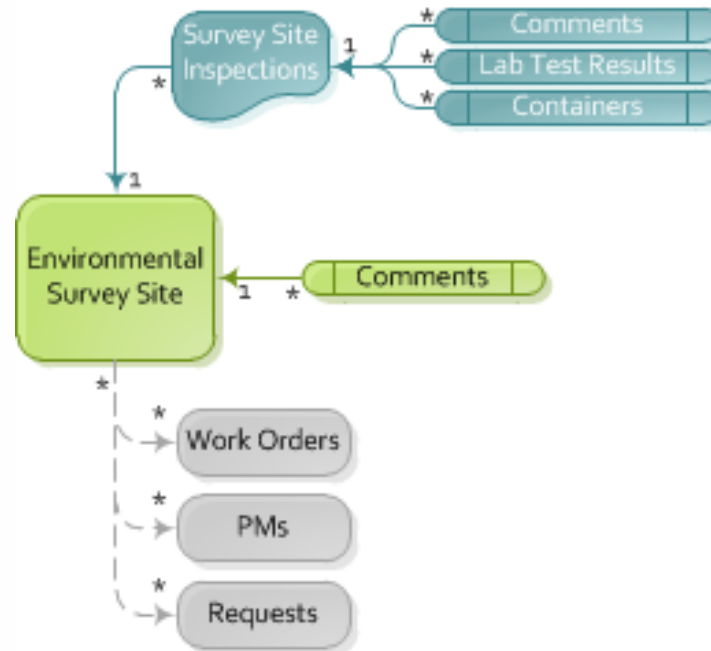 Survey Site
Inspections
*
1
*
Comments
*
Lab Test Results
*
Containers
1
Environmental
Survey Site
1
*
Comments
*
*
Work Orders
*
PMs
*
Requests